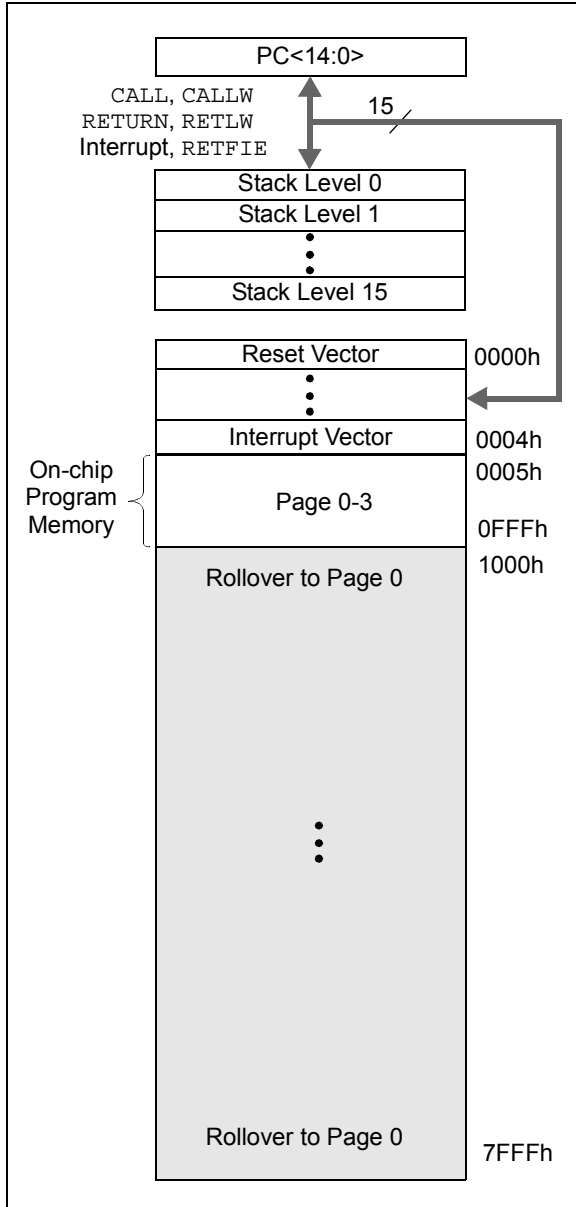 PC<14:0>
CALL, CALLW
RETURN, RETLW
Interrupt, RETFIE
15
Stack Level 0
Stack Level 1
Stack Level 15
Reset Vector
0000h
Interrupt Vector
0004h
On-chip
Program
Memory
0005h
Page 0-3
0FFFh
Rollover to Page 0
1000h
Rollover to Page 0
7FFFh